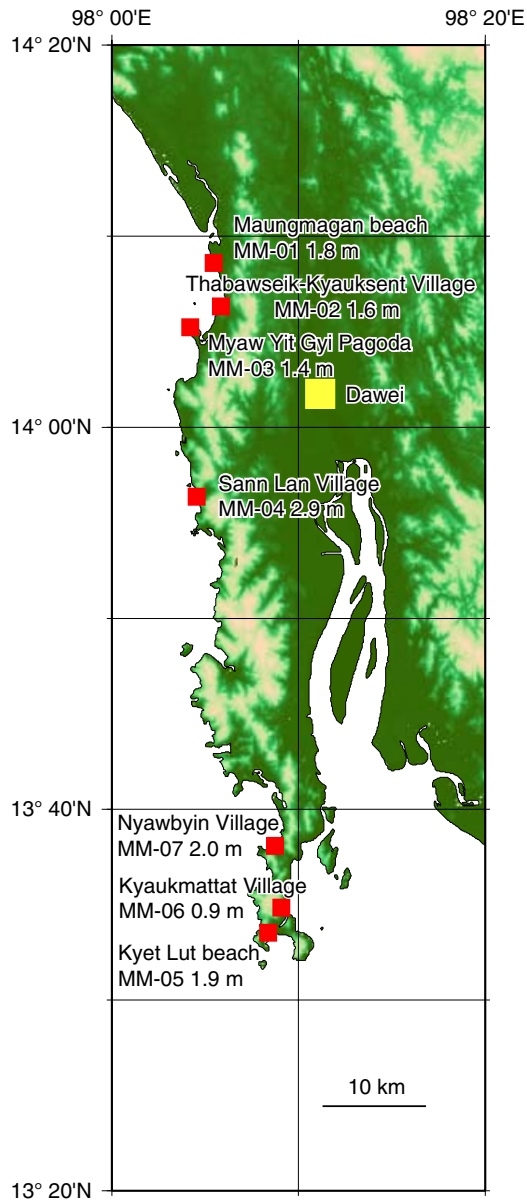 98° 00'E
98° 20'E
14° 20'N
Maungmagan beach
MM-01 1.8 m
Thabawseik-Kyauksent Village
MM-02 1.6 m
Myaw Yit Gyi Pagoda
MM-03 1.4 m
Dawei
14° 00'N
Sann Lan Village
MM-04 2.9 m
13° 40'N
Nyawbyin Village
MM-07 2.0 m
Kyaukmattat Village
MM-06 0.9 m
Kyet Lut beach
MM-05 1.9 m
10 km
13° 20'N